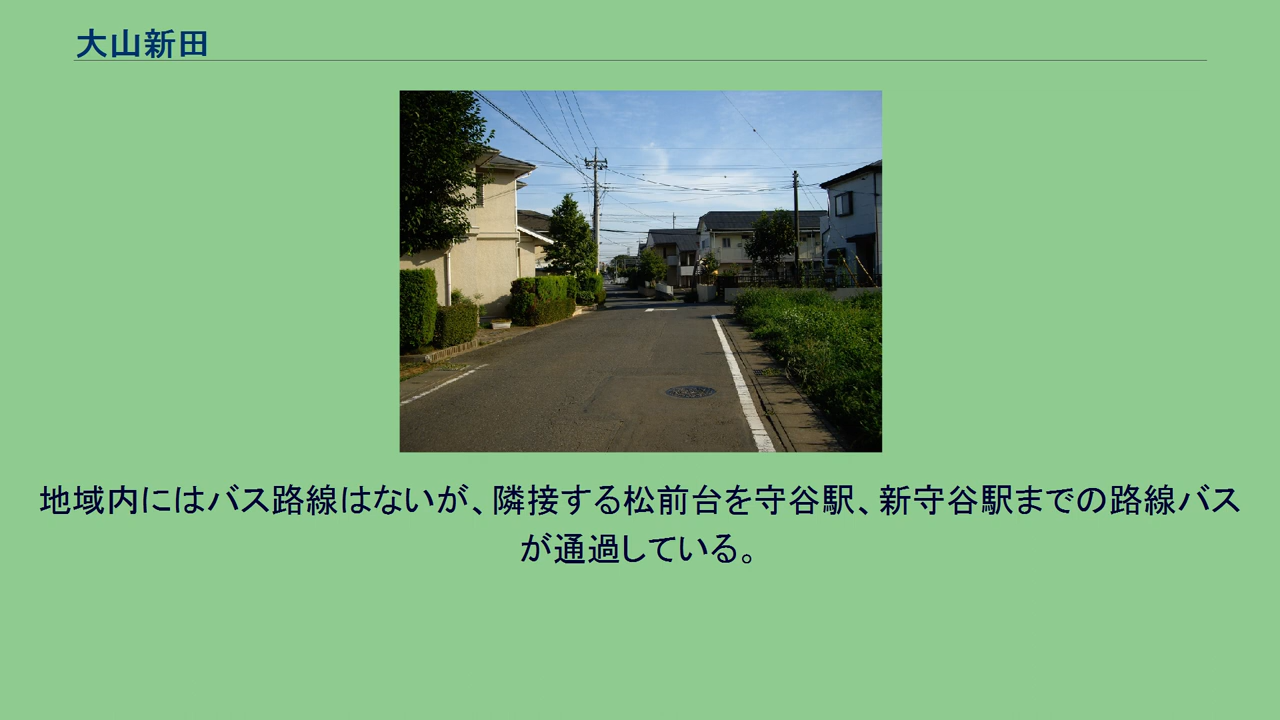 大山新田
地域内にはバス路線はないが、隣接する松前台を守谷駅、新守谷駅までの路線バス
が通過している。